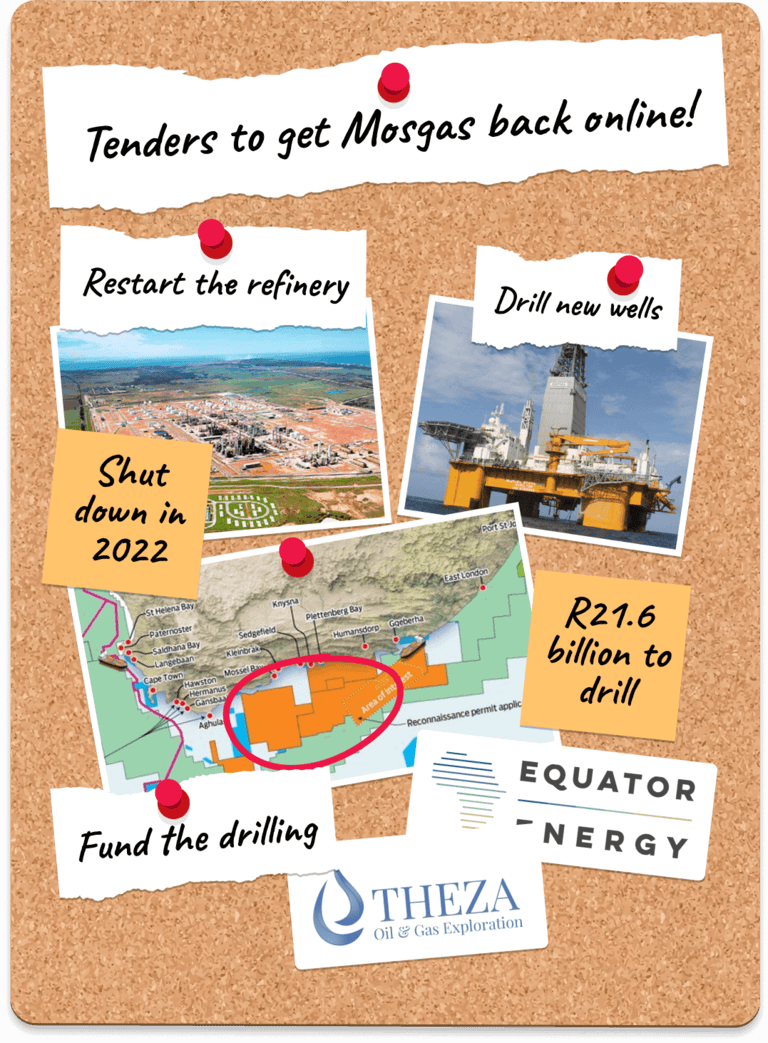 Tenders to get Mosgas back online!
Restart the refinery
Drill new wells
Shut
down in
2022
Port St Jo
East London
St Helena Bay
Paternoster
Saldhana Bay
Langebaan
Cape Town
Hawston
Hermanus
Gansbaa
Aghula
Knysna
Plettenberg Bay
Sedgefield
Kleinbrak
Mossel Ba
Humansdorp
Gqeberha
Area of interest
Reconnaissance permit applic
R21.6
billion to
drill
Fund the drilling
EQUATOR
ENERGY
THEZA
Oil & Gas Exploration